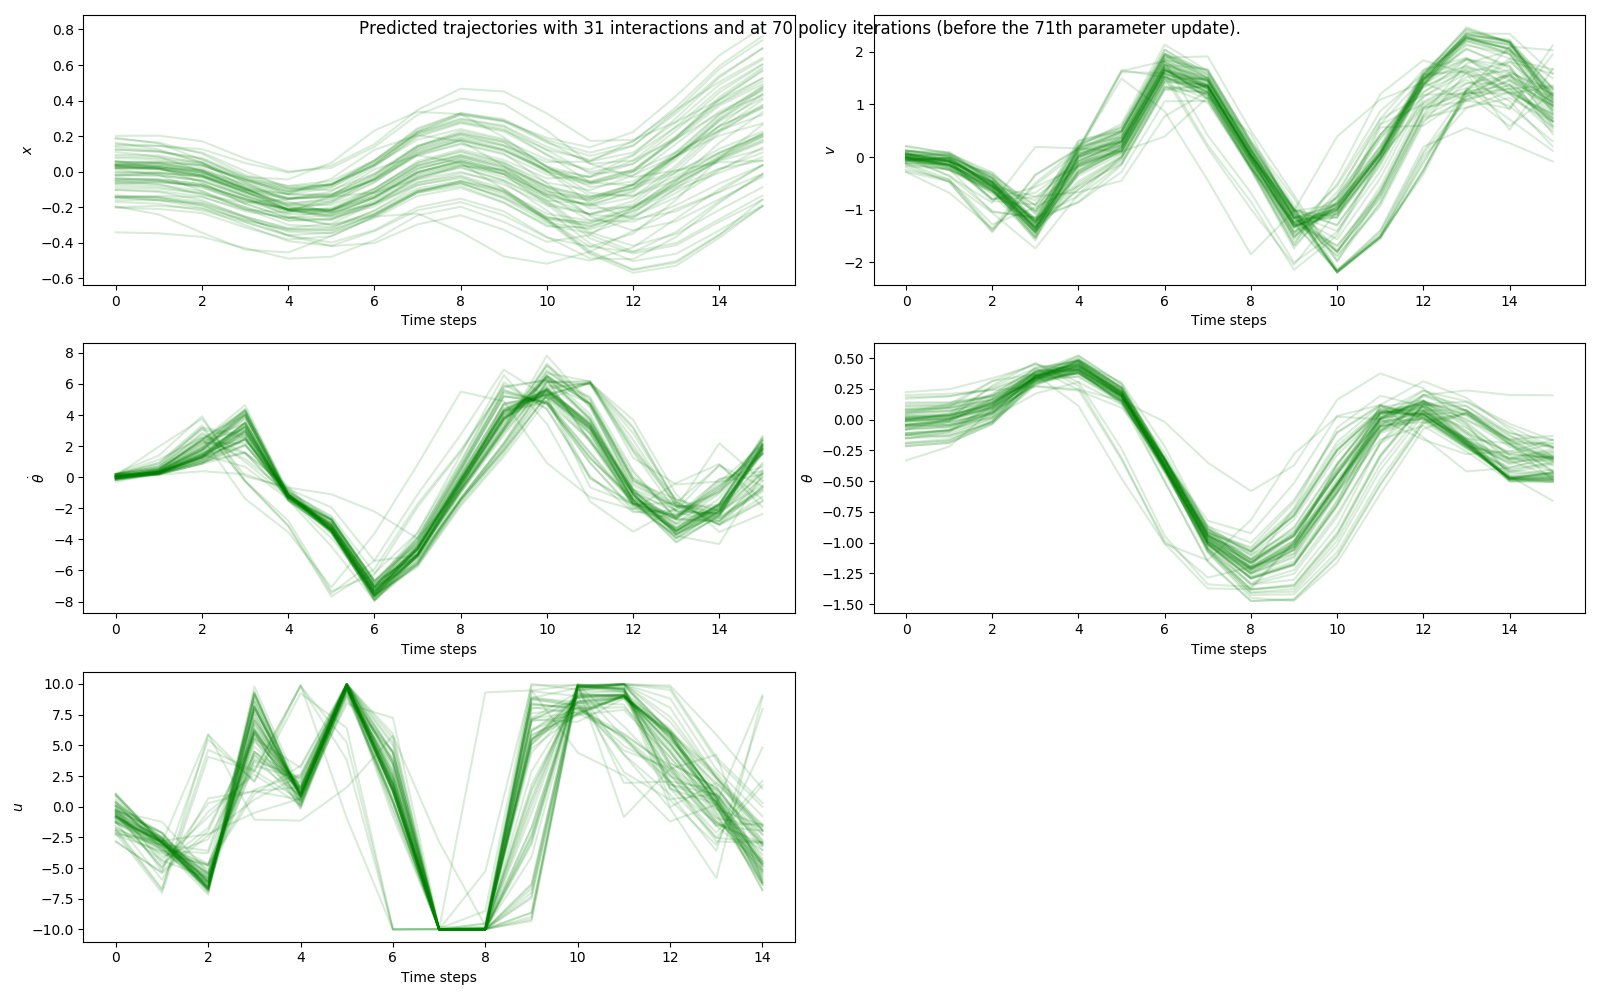 Predicted trajectories with 31 interactions and at 70 policy iterations (before the 71th parameter update).
0.8
0.6
0.4
0.2
0.0
−0.2
−0.4
−0.6
x
0 2 4 6 8 10 12 14
Time steps
2
1
0
−1
−2
v
0 2 4 6 8 10 12 14
Time steps
8
6
4
2
0
−2
−4
−6
−8
θ̇
0 2 4 6 8 10 12 14
Time steps
0.50
0.25
0.00
−0.25
−0.50
−0.75
−1.00
−1.25
−1.50
θ
0 2 4 6 8 10 12 14
Time steps
10.0
7.5
5.0
2.5
0.0
−2.5
−5.0
−7.5
−10.0
u
0 2 4 6 8 10 12 14
Time steps